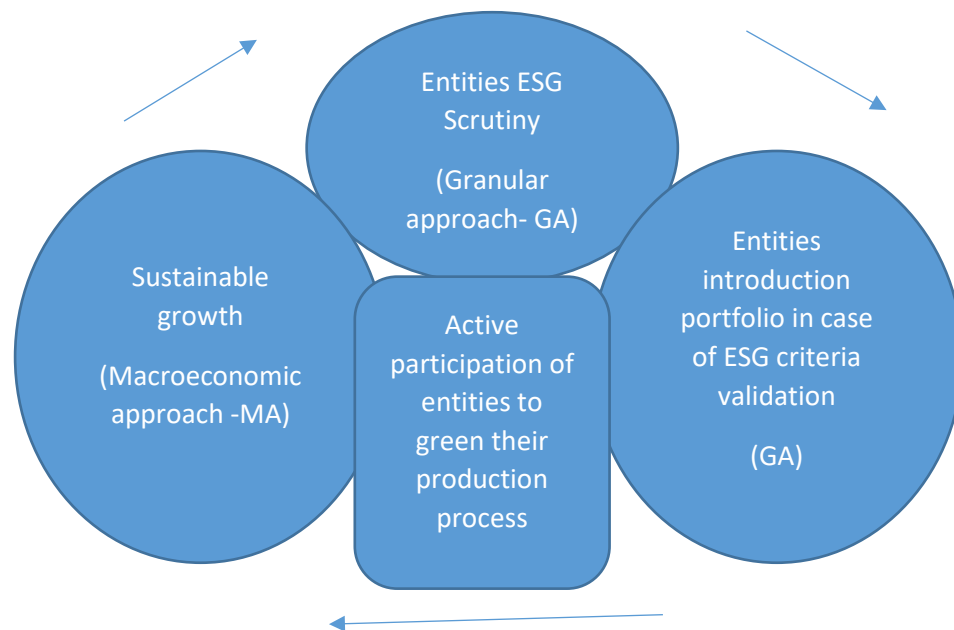 Entities ESG
Scrutiny
(Granular
approach- GA)
Sustainable
growth
(Macroeconomic
approach -MA)
Active
participation of
entities to
green their
production
process
Entities
introduction
portfolio in case
of ESG criteria
validation
(GA)